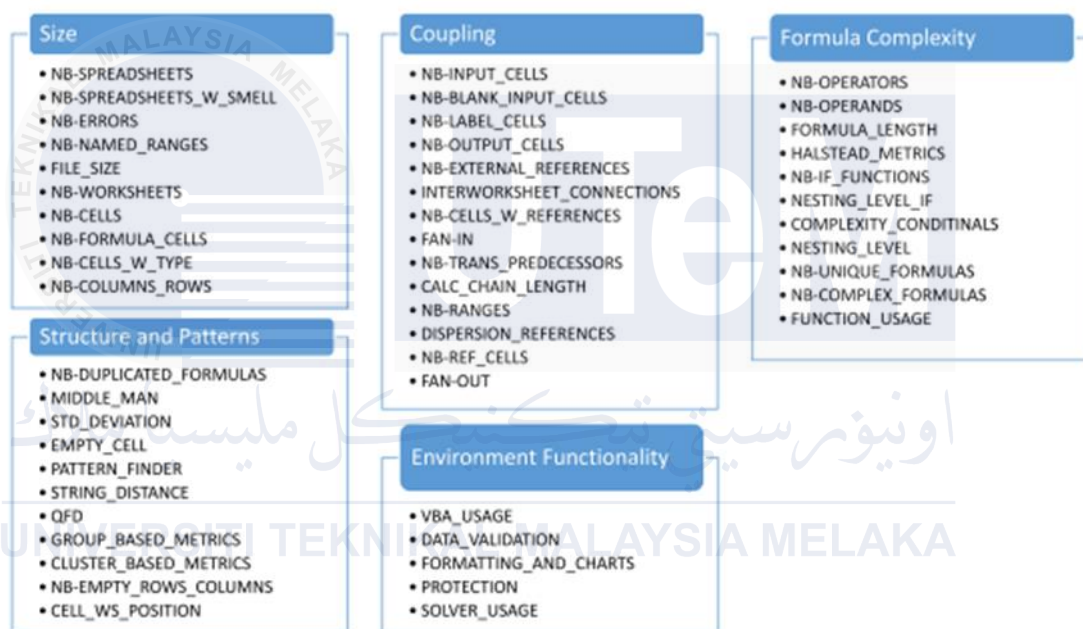 Size
• NB-SPREADSHEETS
• NB-SPREADSHEETS_W_SMELL
• NB-ERRORS
• NB-NAMED_RANGES
• FILE_SIZE
• NB-WORKSHEETS
• NB-CELLS
• NB-FORMULA_CELLS
• NB-CELLS_W_TYPE
• NB-COLUMNS_ROWS
Structure and Patterns
• NB-DUPLICATED_FORMULAS
• MIDDLE_MAN
• STD_DEVIATION
• EMPTY_CELL
• PATTERN_FINDER
• STRING_DISTANCE
• QFD
• GROUP_BASED_METRICS
• CLUSTER_BASED_METRICS
• NB-EMPTY_ROWS_COLUMNS
• CELL_WS_POSITION
Coupling
• NB-INPUT_CELLS
• NB-BLANK_INPUT_CELLS
• NB-LABEL_CELLS
• NB-OUTPUT_CELLS
• NB-EXTERNAL_REFERENCES
• INTERWORKSHEET_CONNECTIONS
• NB-CELLS_W_REFERENCES
• FAN-IN
• NB-TRANS_PREDECESSORS
• CALC_CHAIN_LENGTH
• NB-RANGES
• DISPERSION_REFERENCES
• NB-REF_CELLS
• FAN-OUT
Environment Functionality
• VBA_USAGE
• DATA_VALIDATION
• FORMATTING_AND_CHARTS
• PROTECTION
• SOLVER_USAGE
Formula Complexity
• NB-OPERATORS
• NB-OPERANDS
• FORMULA_LENGTH
• HALSTEAD_METRICS
• NB-IF_FUNCTIONS
• NESTING_LEVEL_IF
• COMPLEXITY_CONDITINALS
• NESTING_LEVEL
• NB-UNIQUE_FORMULAS
• NB-COMPLEX_FORMULAS
• FUNCTION_USAGE
UNIVERSITI TEKNIKAL MALAYSIA MELAKA
UTeM
اونيۏرسيتي تيكنيكل مليسيا ملاك
UNIVERSITI TEKNIKAL MALAYSIA MELAKA